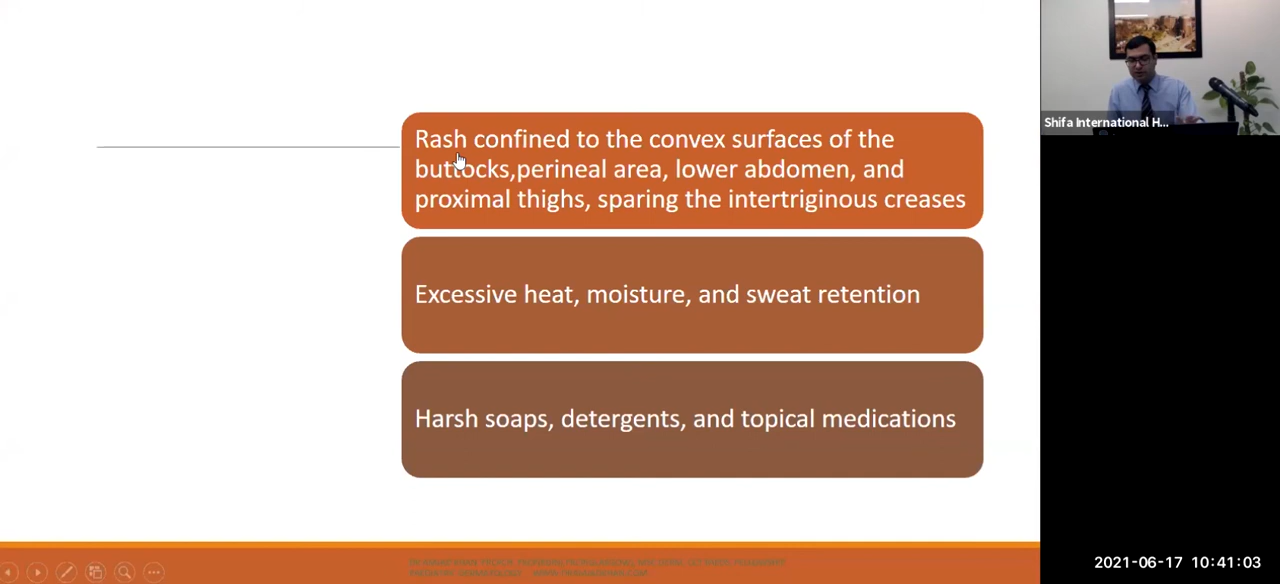 Rash confined to the convex surfaces of the
buttocks,perineal area, lower abdomen, and
proximal thighs, sparing the intertriginous creases
Excessive heat, moisture, and sweat retention
Harsh soaps, detergents, and topical medications
Shifa International H...
2021-06-17 10:41:03